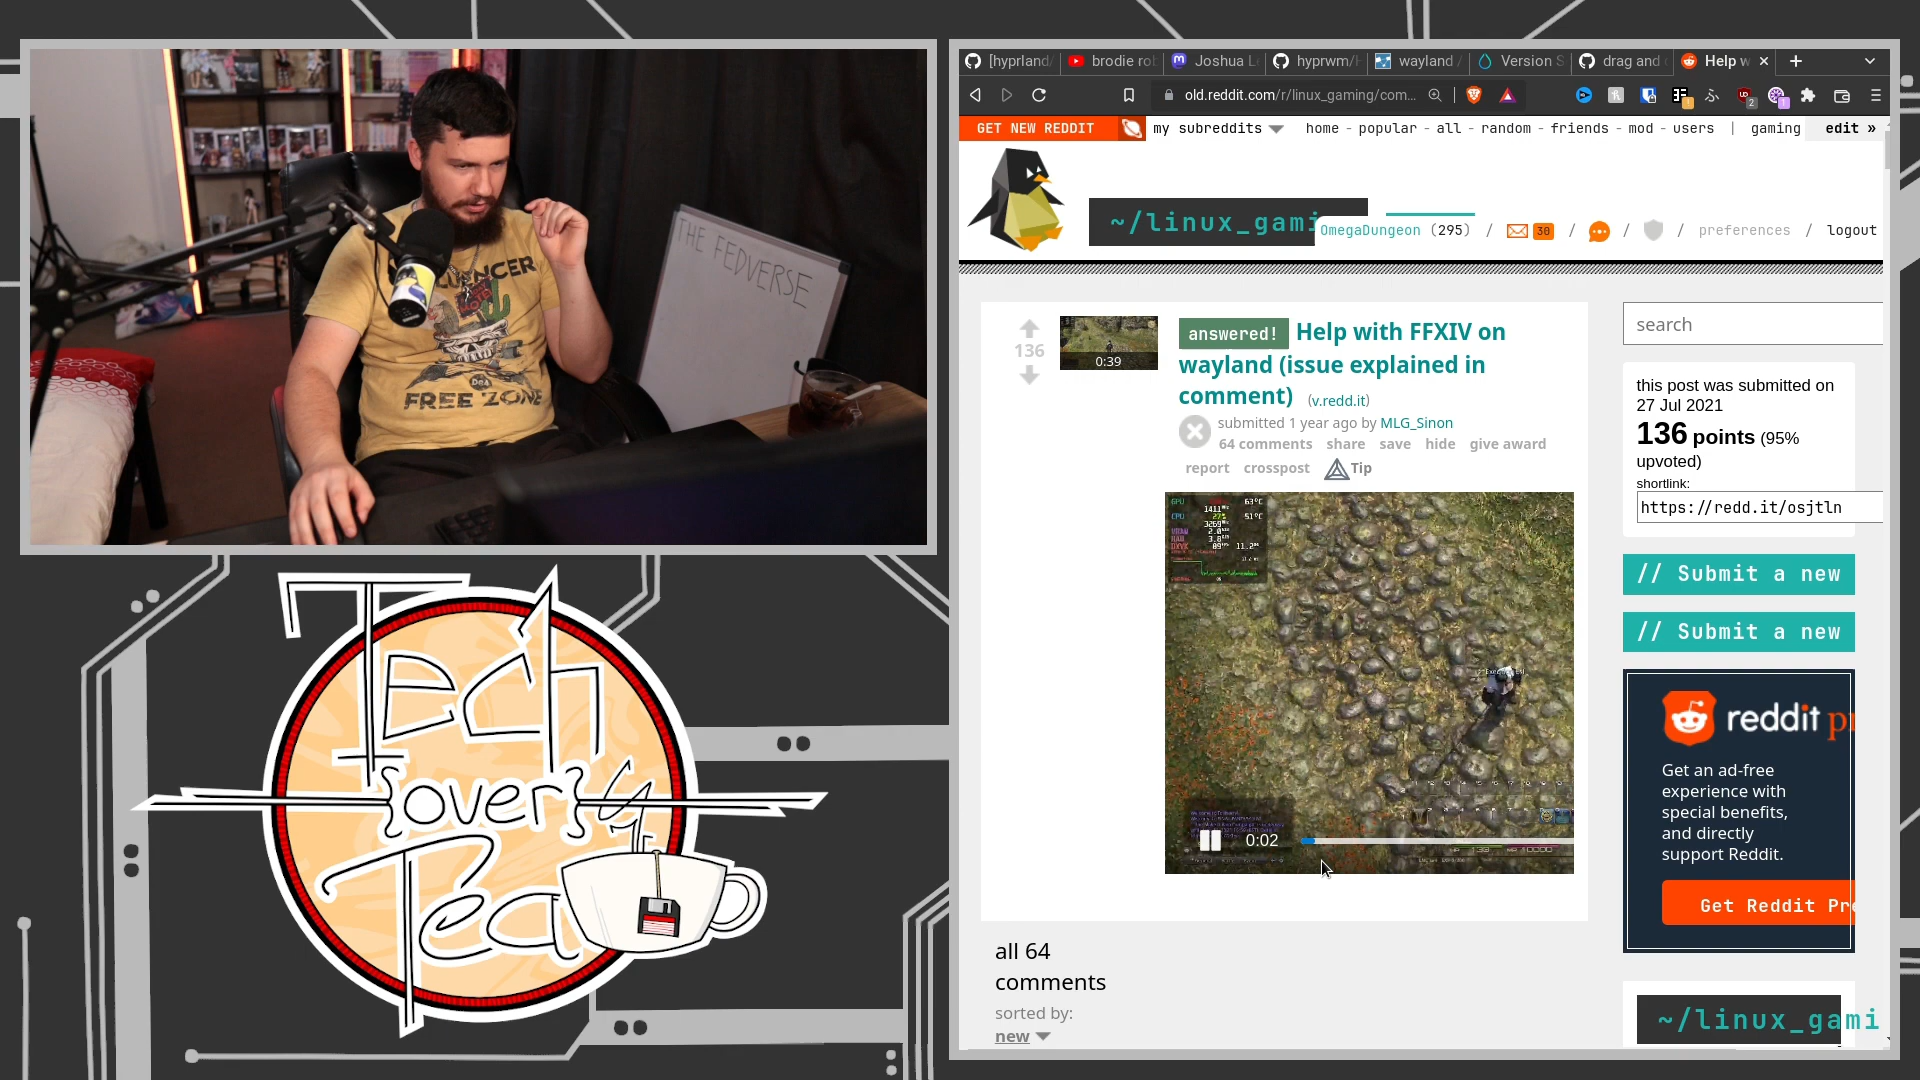 THE FEDVERSE
FREE ZONE
Tech
{over}
Tea
[hyprland/
brodie rob
Joshua L
hyprwm/H
wayland /
Version S
drag and
Help w
old.reddit.com/r/linux_gaming/com...
GET NEW REDDIT
my subreddits
home - popular - all - random - friends - mod - users | gaming
edit »
~/linux_gami
OmegaDungeon (295) / 30 / / / preferences / logout
136
0:39
answered! Help with FFXIV on
wayland (issue explained in
comment) (v.redd.it)
submitted 1 year ago by MLG_Sinon
64 comments share save hide give award
report crosspost Tip
GPU 63°C
CPU 51°C
0:02
all 64
comments
sorted by:
new
search
this post was submitted on
27 Jul 2021
136 points (95%
upvoted)
shortlink:
https://redd.it/osjtln
// Submit a new
// Submit a new
reddit pr
Get an ad-free
experience with
special benefits,
and directly
support Reddit.
Get Reddit Pre
~/linux_gami